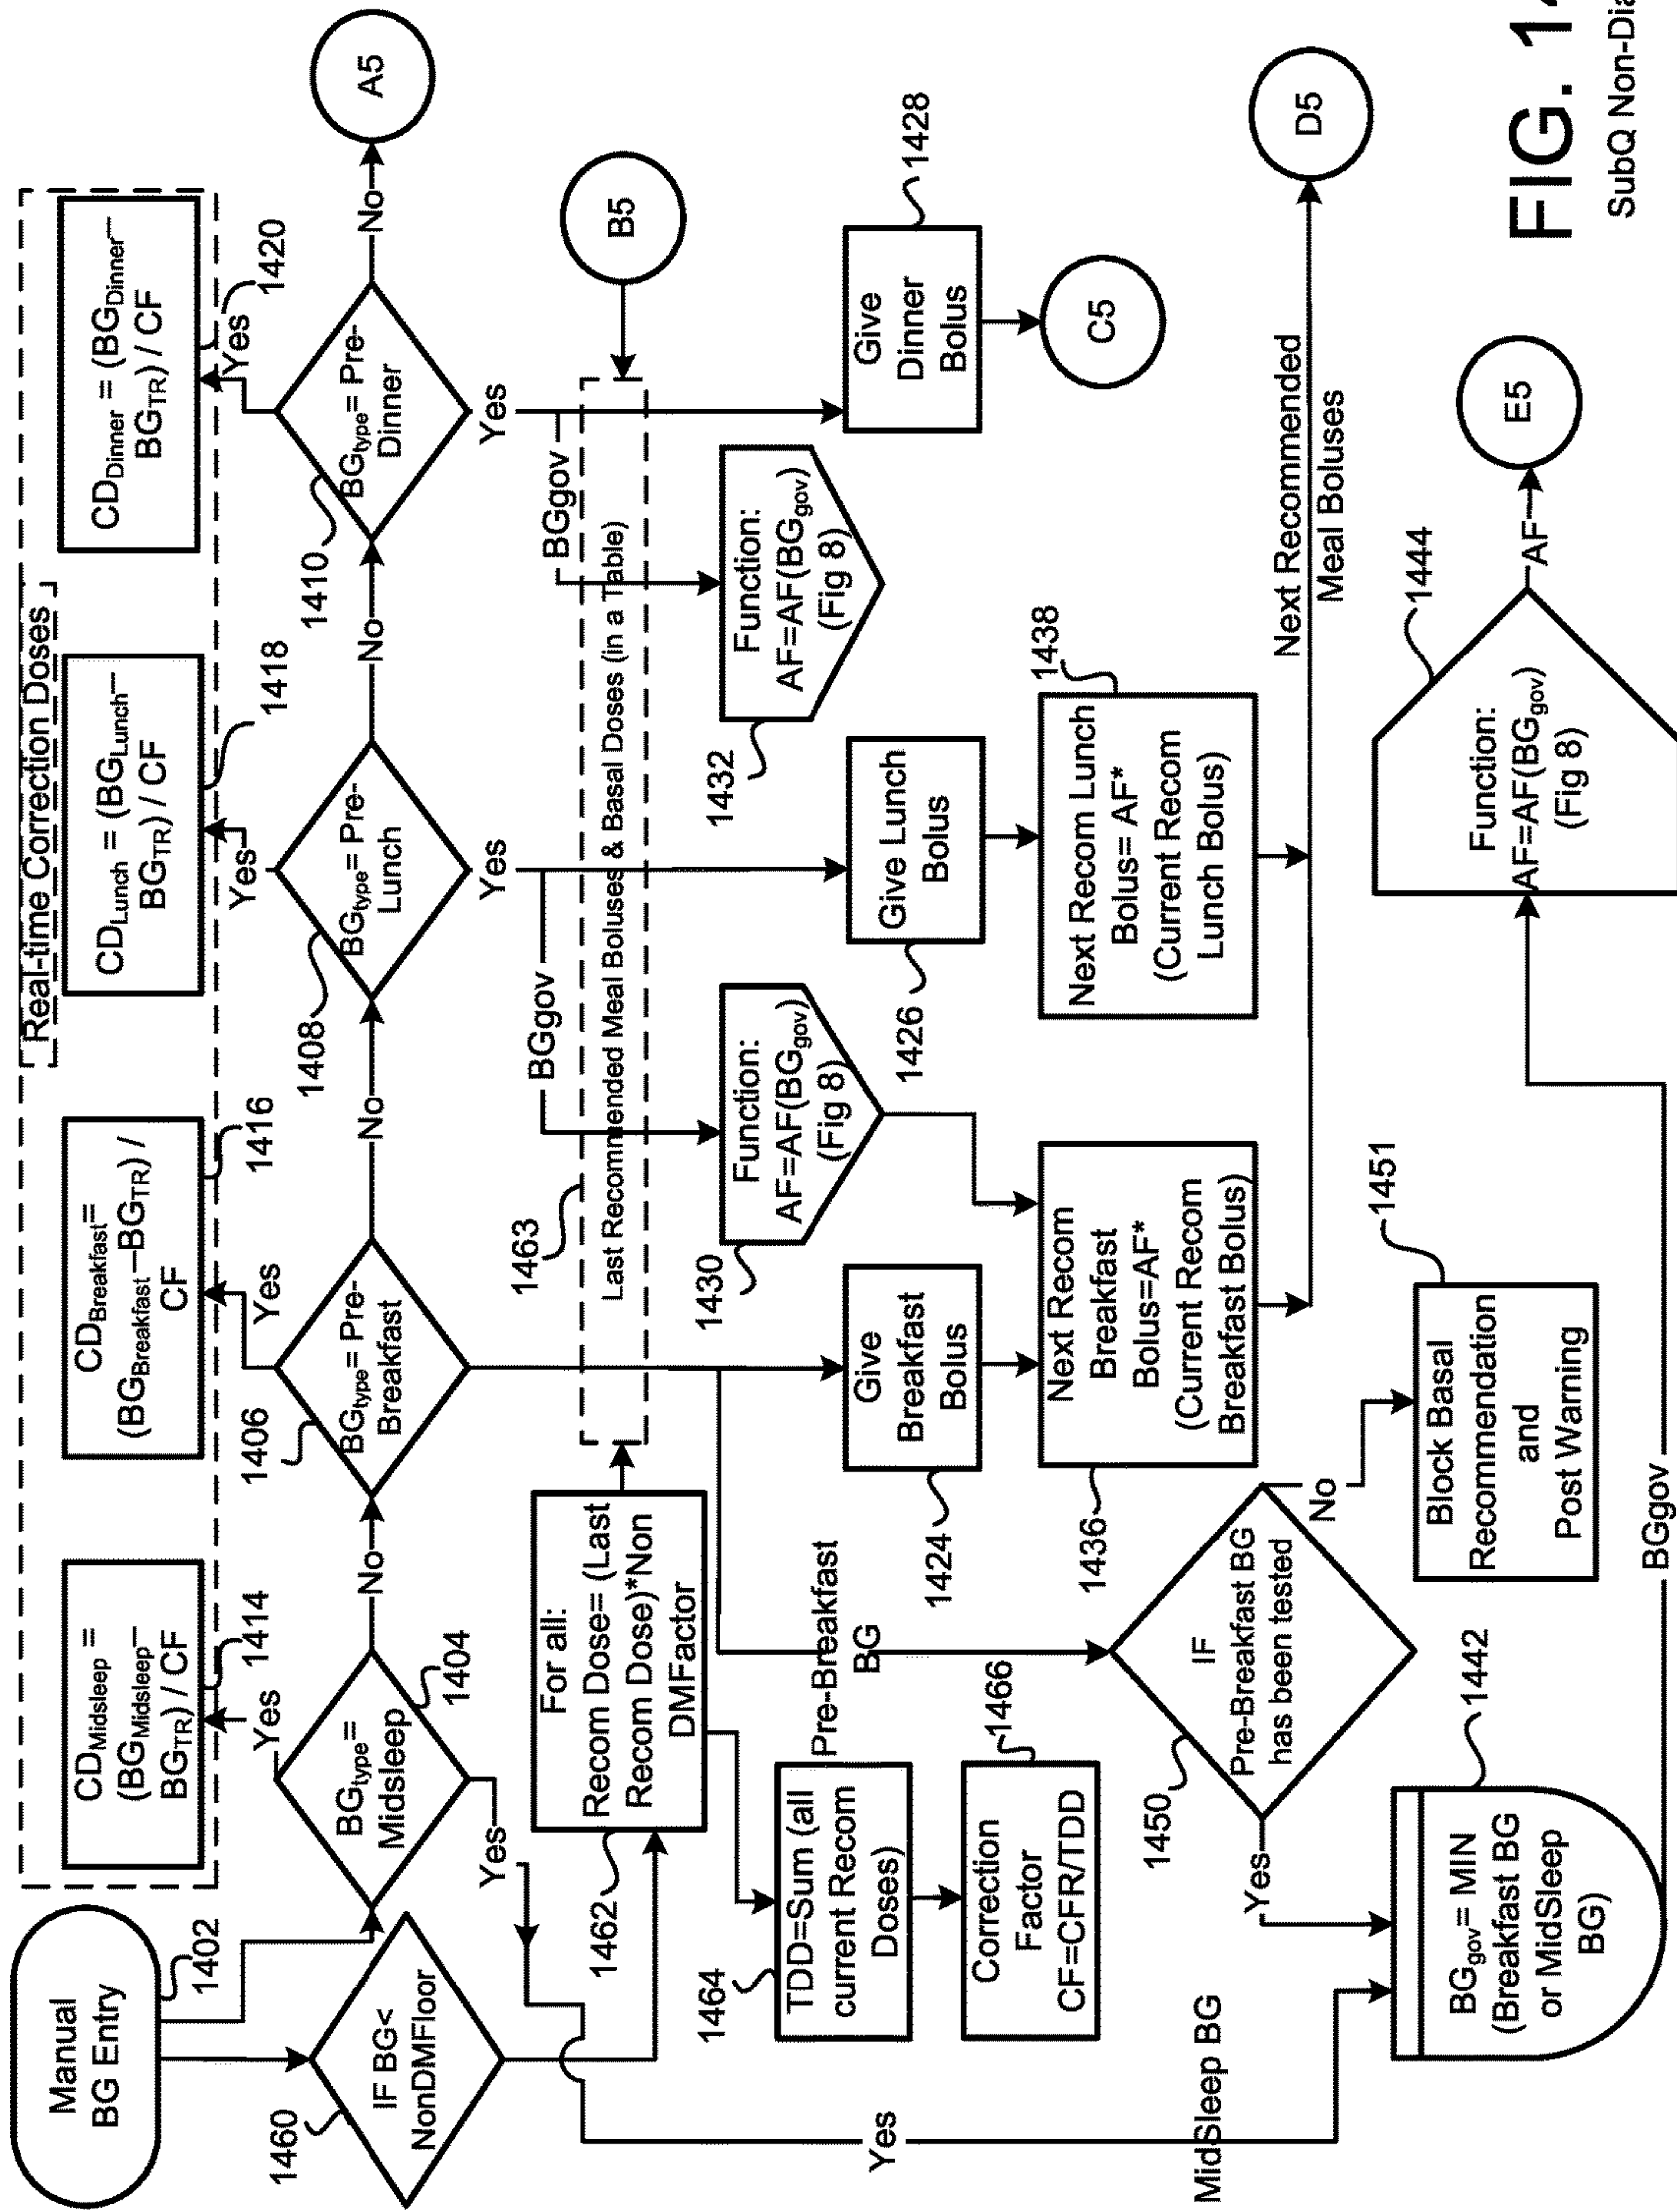 Manual
BG Entry
1402
Real-time Correction Doses
CDMidsleep =
(BGMidsleep—
BGTR) / CF
1414
CDBreakfast=
(BGBreakfast—BGTR) /
CF
1416
CDLunch = (BGLunch—
BGTR) / CF
1418
CDDinner = (BGDinner—
BGTR) / CF
1420
Yes
Yes
Yes
Yes
1460
IF BG<
NonDMFloor
BGtype=
Midsleep
1404
No
1406
BGtype= Pre-
Breakfast
No
1408
BGtype= Pre-
Lunch
No
1410
BGtype= Pre-
Dinner
No
A5
Yes
Yes
Yes
1462
For all:
Recom Dose= (Last
Recom Dose)*Non
DMFactor
1463
Last Recommended Meal Boluses & Basal Doses (in a Table)
BGgov
BGgov
B5
1464
TDD=Sum (all
current Recom
Doses)
Correction
Factor
CF=CFR/TDD
1466
Pre-Breakfast
BG
1430
Function:
AF=AF(BGgov)
(Fig 8)
1432
Function:
AF=AF(BGgov)
(Fig 8)
1424
Give
Breakfast
Bolus
1426
Give Lunch
Bolus
Give
Dinner
Bolus
1428
C5
1436
Next Recom
Breakfast
Bolus=AF*
(Current Recom
Breakfast Bolus)
Next Recom Lunch
Bolus= AF*
(Current Recom
Lunch Bolus)
1438
Next Recommended
Meal Boluses
D5
Yes
MidSleep BG
1450
IF
Pre-Breakfast BG
has been tested
Yes
No
Block Basal
Recommendation
and
Post Warning
1451
BGgov= MIN
(Breakfast BG
or MidSleep
BG)
1442
BGgov
Function:
AF=AF(BGgov)
(Fig 8)
1444
AF
E5
FIG. 14
SubQ Non-Dia